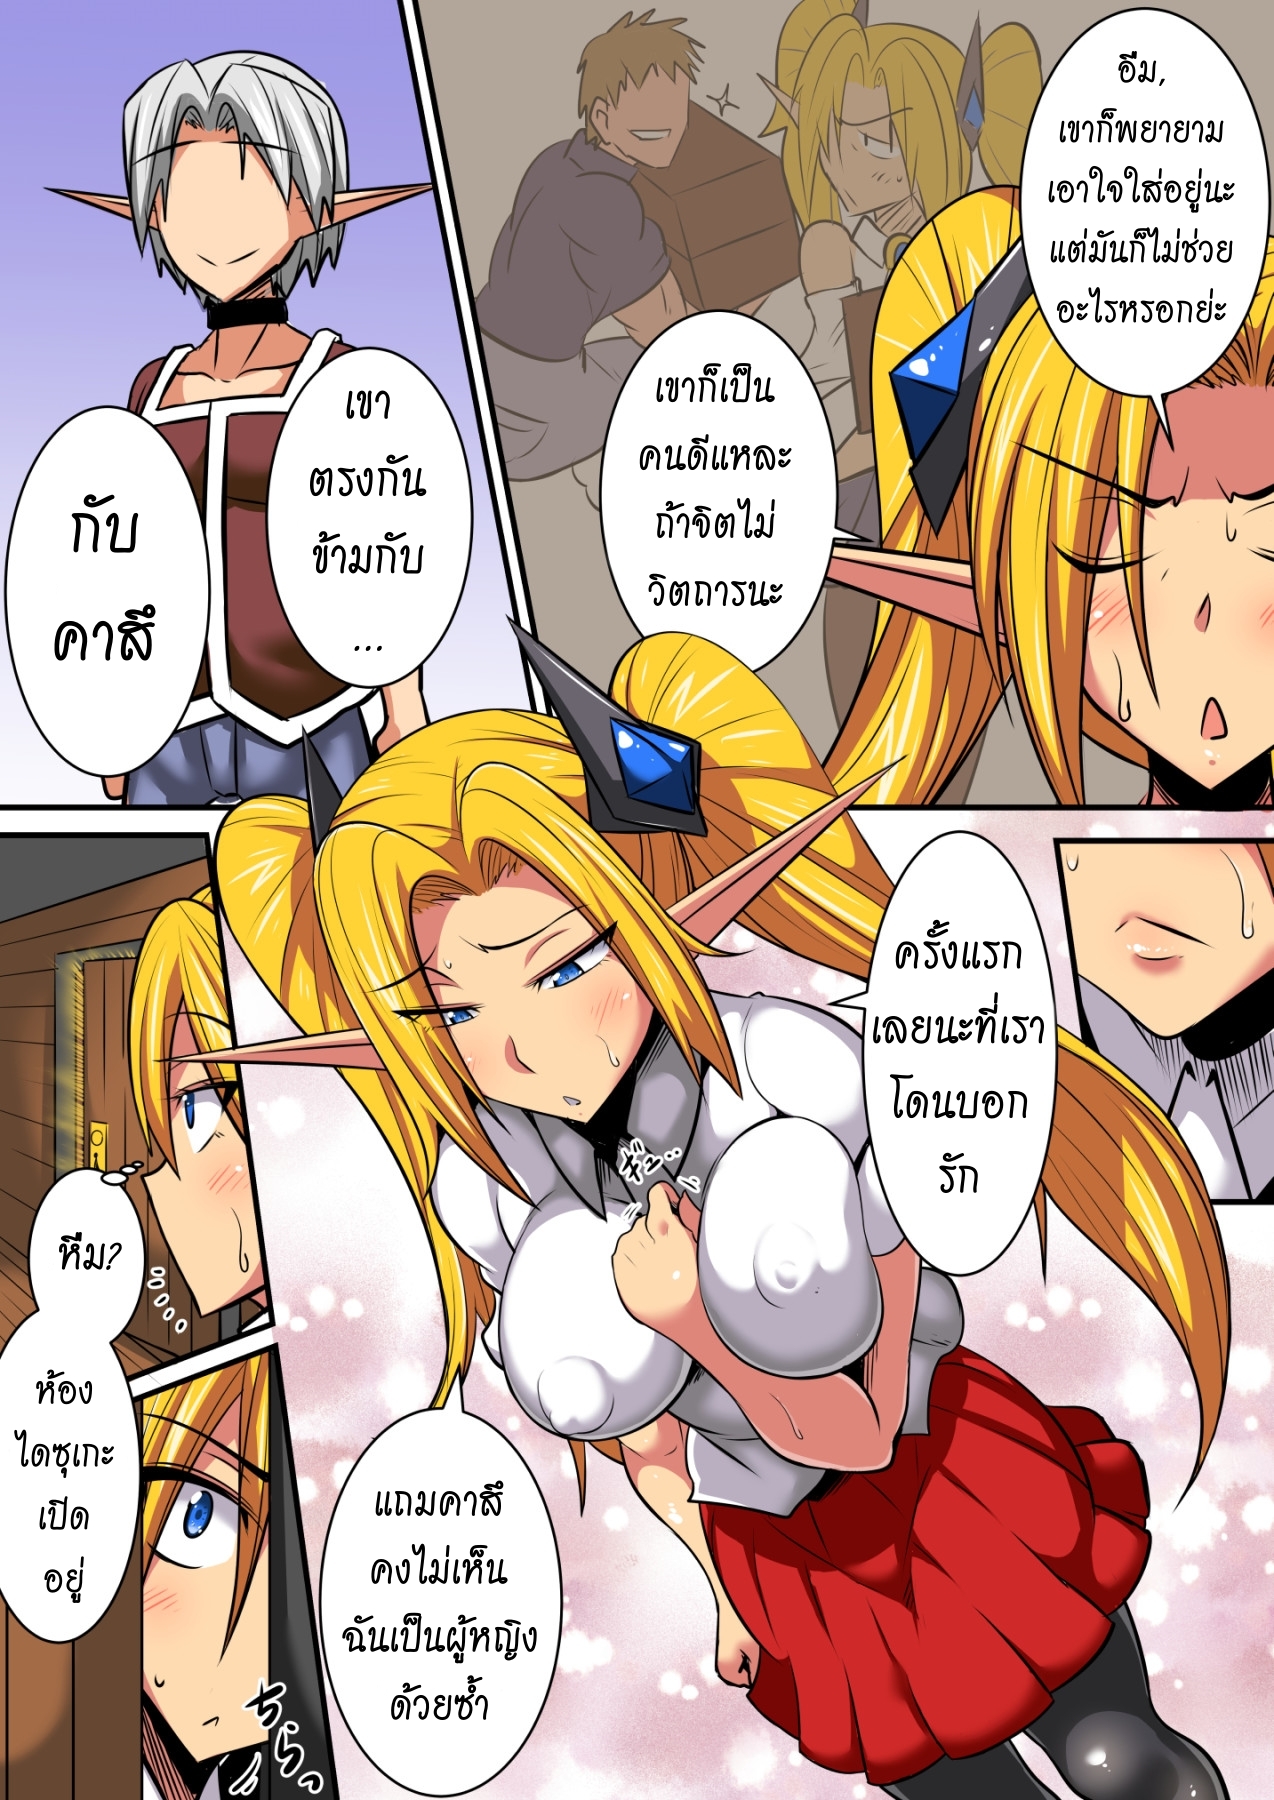 อืม,
เขาก็พยายาม
เอาใจใส่อยู่นะ
แต่มันก็ไม่ช่วย
อะไรหรอกย่ะ
เขาก็เป็น
คนดีแหละ
ถ้าจิตไม่
วิตถารนะ
เขา
ตรงกัน
ข้ามกับ
...
กับ
คาสึ
ครั้งแรก
เลยนะที่เรา
โดนบอก
รัก
ギュ..
แถมคาสึ
คงไม่เห็น
ฉันเป็นผู้หญิง
ด้วยซ้ำ
หืม?
ห้อง
ไดซุเกะ
เปิด
อยู่
ちらっ